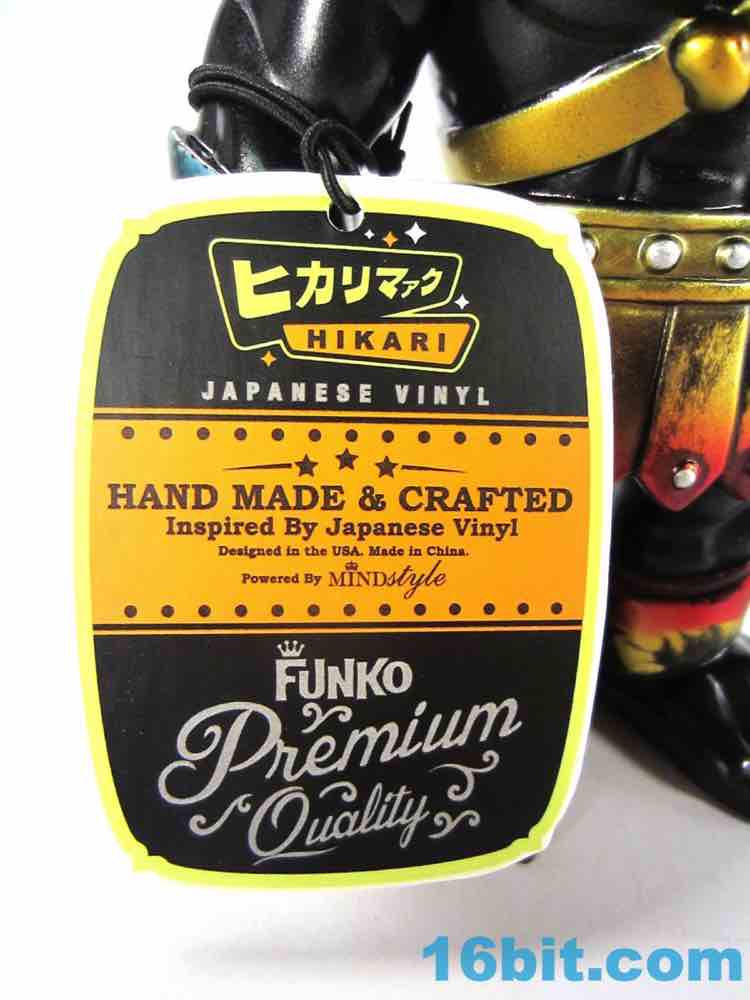 ヒカリマァク
HIKARI
JAPANESE VINYL
HAND MADE & CRAFTED
Inspired By Japanese Vinyl
Designed in the USA. Made in China.
Powered By MINDstyle
FUNKO
Premium
Quality
16bit.com